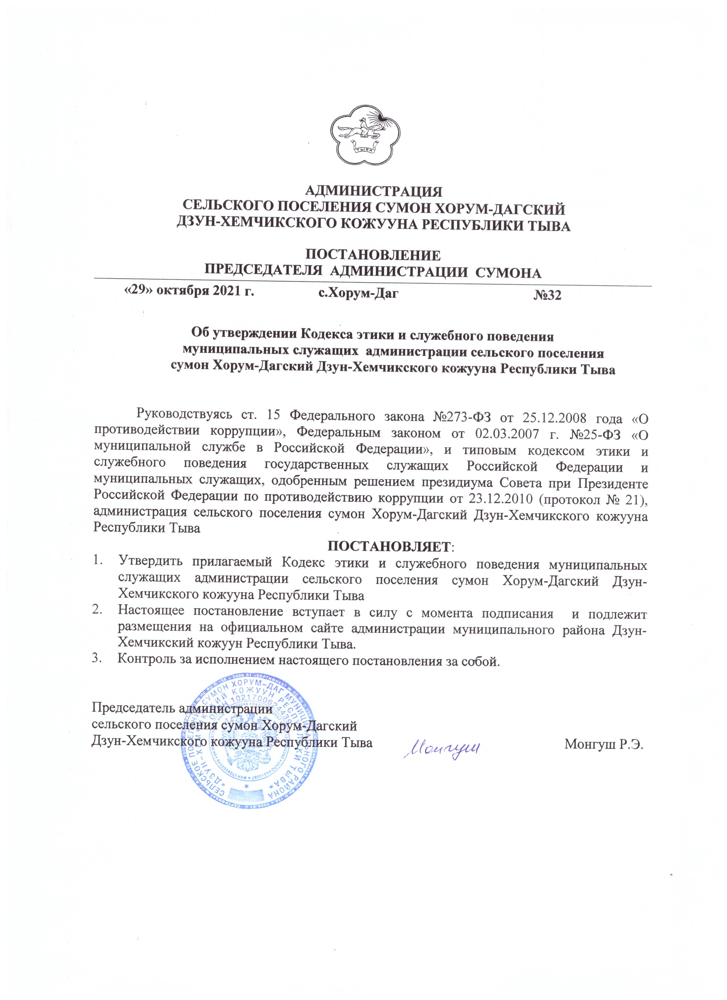 ТЫВА
АДМИНИСТРАЦИЯ
СЕЛЬСКОГО ПОСЕЛЕНИЯ СУМОН ХОРУМ-ДАГСКИЙ
ДЗУН-ХЕМЧИКСКОГО КОЖУУНА РЕСПУБЛИКИ ТЫВА
ПОСТАНОВЛЕНИЕ
ПРЕДСЕДАТЕЛЯ АДМИНИСТРАЦИИ СУМОНА
«29» октября 2021 г. с.Хорум-Даг №32
Об утверждении Кодекса этики и служебного поведения
муниципальных служащих администрации сельского поселения
сумон Хорум-Дагский Дзун-Хемчикского кожууна Республики Тыва
Руководствуясь ст. 15 Федерального закона №273-ФЗ от 25.12.2008 года «О
противодействии коррупции», Федеральным законом от 02.03.2007 г. №25-ФЗ «О
муниципальной службе в Российской Федерации», и типовым кодексом этики и
служебного поведения государственных служащих Российской Федерации и
муниципальных служащих, одобренным решением президиума Совета при Президенте
Российской Федерации по противодействию коррупции от 23.12.2010 (протокол № 21),
администрация сельского поселения сумон Хорум-Дагский Дзун-Хемчикского кожууна
Республики Тыва
ПОСТАНОВЛЯЕТ:
1. Утвердить прилагаемый Кодекс этики и служебного поведения муниципальных
служащих администрации сельского поселения сумон Хорум-Дагский Дзун-
Хемчикского кожууна Республики Тыва
2. Настоящее постановление вступает в силу с момента подписания и подлежит
размещения на официальном сайте администрации муниципального района Дзун-
Хемчикский кожуун Республики Тыва.
3. Контроль за исполнением настоящего постановления за собой.
Председатель администрации
сельского поселения сумон Хорум-Дагский
Дзун-Хемчикского кожууна Республики Тыва Монгуш Монгуш Р.Э.
СЕЛЬСКОЕ ПОСЕЛЕНИЕ СУМОН ХОРУМ-ДАГ МУНИЦИПАЛЬНОГО РАЙОНА
«ДЗУН-ХЕМЧИКСКИЙ КОЖУУН РЕСПУБЛИКИ ТЫВА»
ОГРН 1021700624439